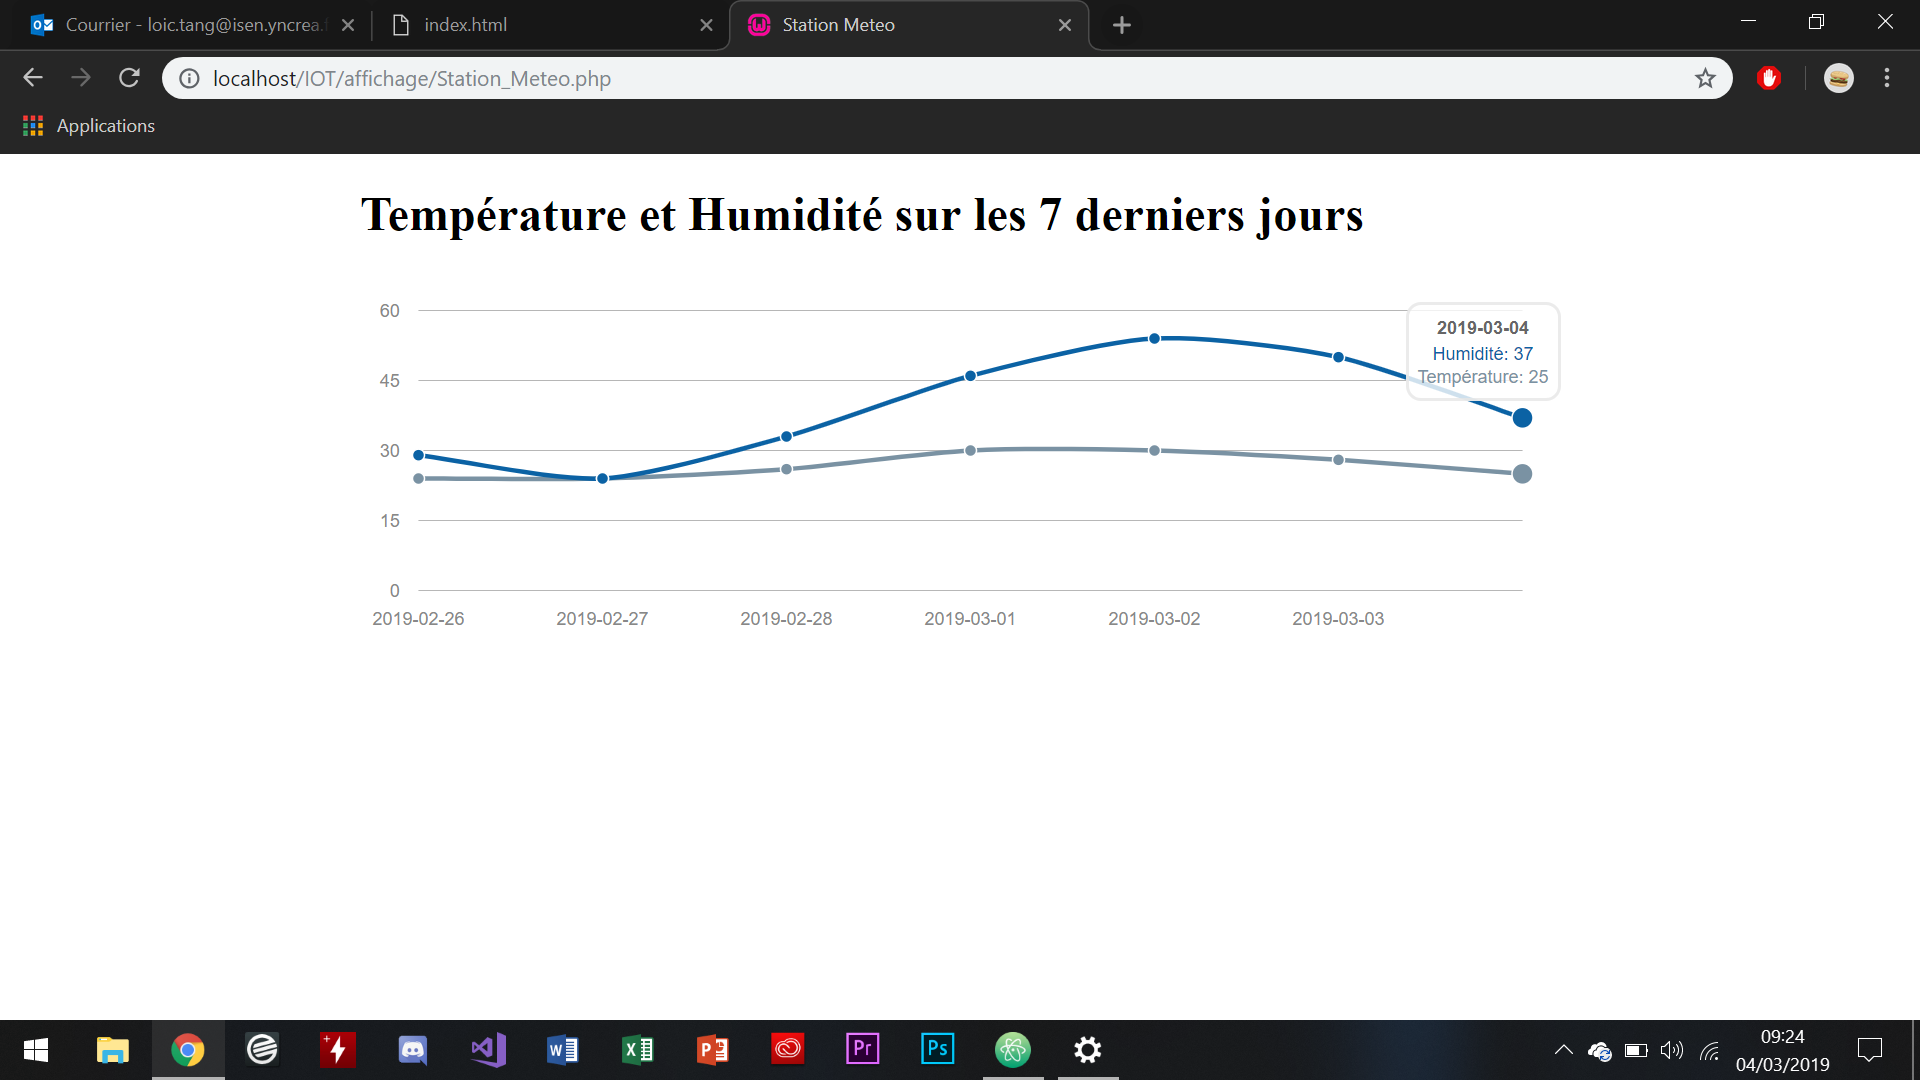 Courrier - loic.tang@isen.yncrea.f
index.html
Station Meteo
localhost/IOT/affichage/Station_Meteo.php
Applications
Température et Humidité sur les 7 derniers jours
60
45
30
15
0
2019-03-04
Humidité: 37
Température: 25
2019-02-26
2019-02-27
2019-02-28
2019-03-01
2019-03-02
2019-03-03
Pr
Ps
09:24
04/03/2019